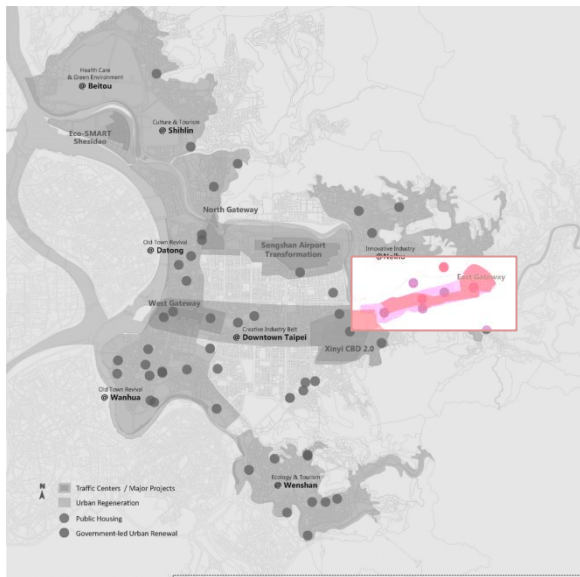 Health Care
& Green Environment
@ Beitou
Culture & Tourism
@ Shihlin
Eco-SMART
Shezidao
North Gateway
Old Town Revival
@ Datong
Songshan Airport
Transformation
Innovative Industry
@ Neihu
East Gateway
West Gateway
Creative Industry Belt
@ Downtown Taipei
Xinyi CBD 2.0
Old Town Revival
@ Wanhua
Ecology & Tourism
@ Wenshan
N
Traffic Centers / Major Projects
Urban Regeneration
Public Housing
Government-led Urban Renewal